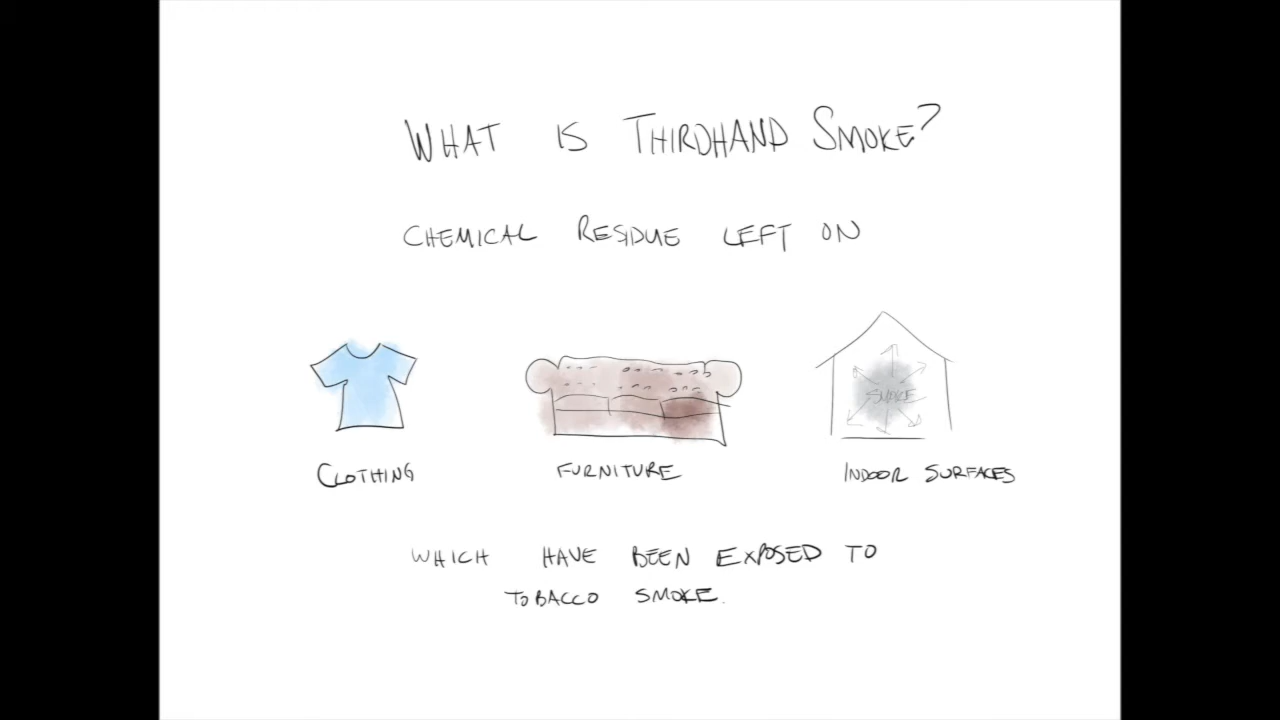 WHAT IS THIRDHAND SMOKE?
CHEMICAL RESIDUE LEFT ON
SMOKE
CLOTHING FURNITURE INDOOR SURFACES
WHICH HAVE BEEN EXPOSED TO
TOBACCO SMOKE.